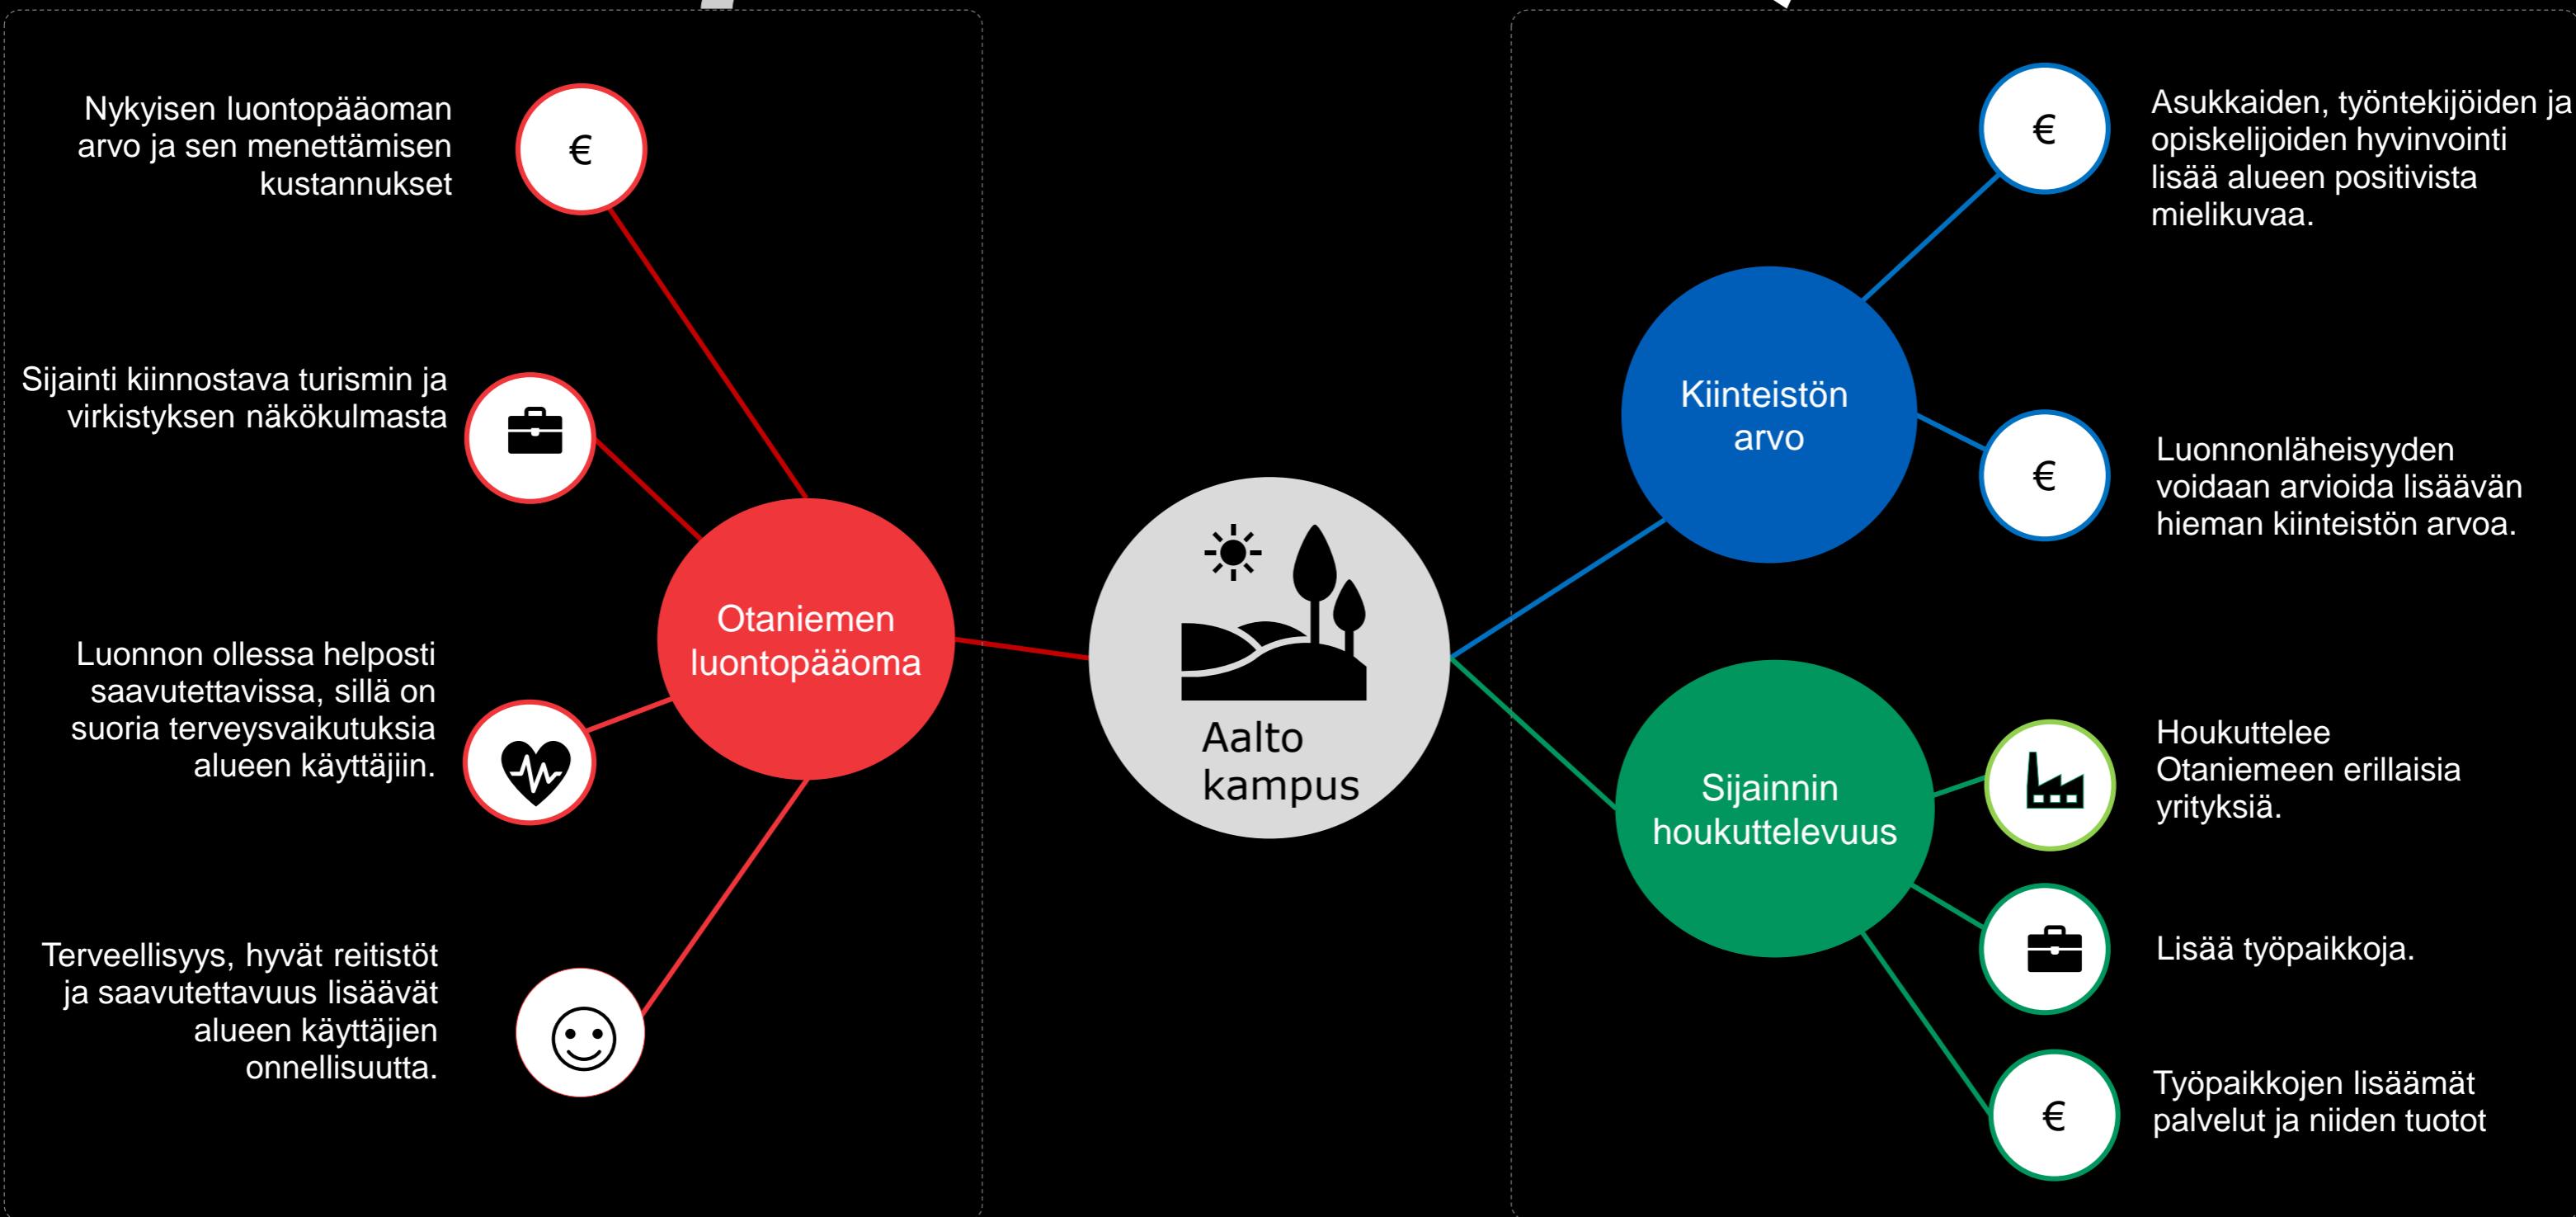 Nykyisen luontopääoman
arvo ja sen menettämisen
kustannukset
€
Sijainti kiinnostava turismin ja
virkistyksen näkökulmasta
Luonnon ollessa helposti
saavutettavissa, sillä on
suoria terveysvaikutuksia
alueen käyttäjiin.
Terveellisyys, hyvät reitistöt
ja saavutettavuus lisäävät
alueen käyttäjien
onnellisuutta.
Otaniemen
luontopääoma
Aalto
kampus
Kiinteistön
arvo
€
Asukkaiden, työntekijöiden ja
opiskelijoiden hyvinvointi
lisää alueen positivista
mielikuvaa.
€
Luonnonläheisyyden
voidaan arvioida lisäävän
hieman kiinteistön arvoa.
Sijainnin
houkuttelevuus
Houkuttelee
Otaniemeen erillaisia
yrityksiä.
Lisää työpaikkoja.
€
Työpaikkojen lisäämät
palvelut ja niiden tuotot